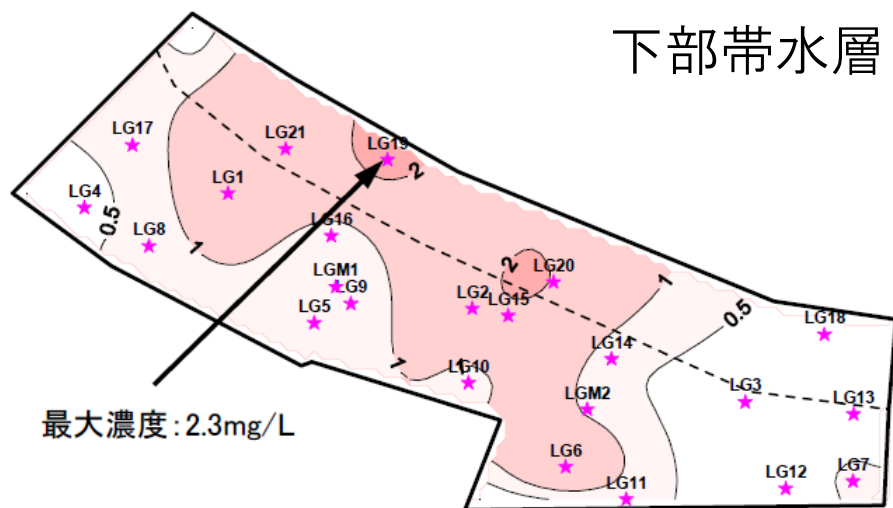 下部帯水層
LG17
LG21
LG19
2
LG4
LG1
0.5
LG8
1
LG16
LGM1
LG9
LG5
2
LG20
LG2
LG15
1
0.5
LG18
LG14
1
1
LG10
LGM2
LG3
LG13
最大濃度:2.3mg/L
LG6
LG11
LG12
LG7